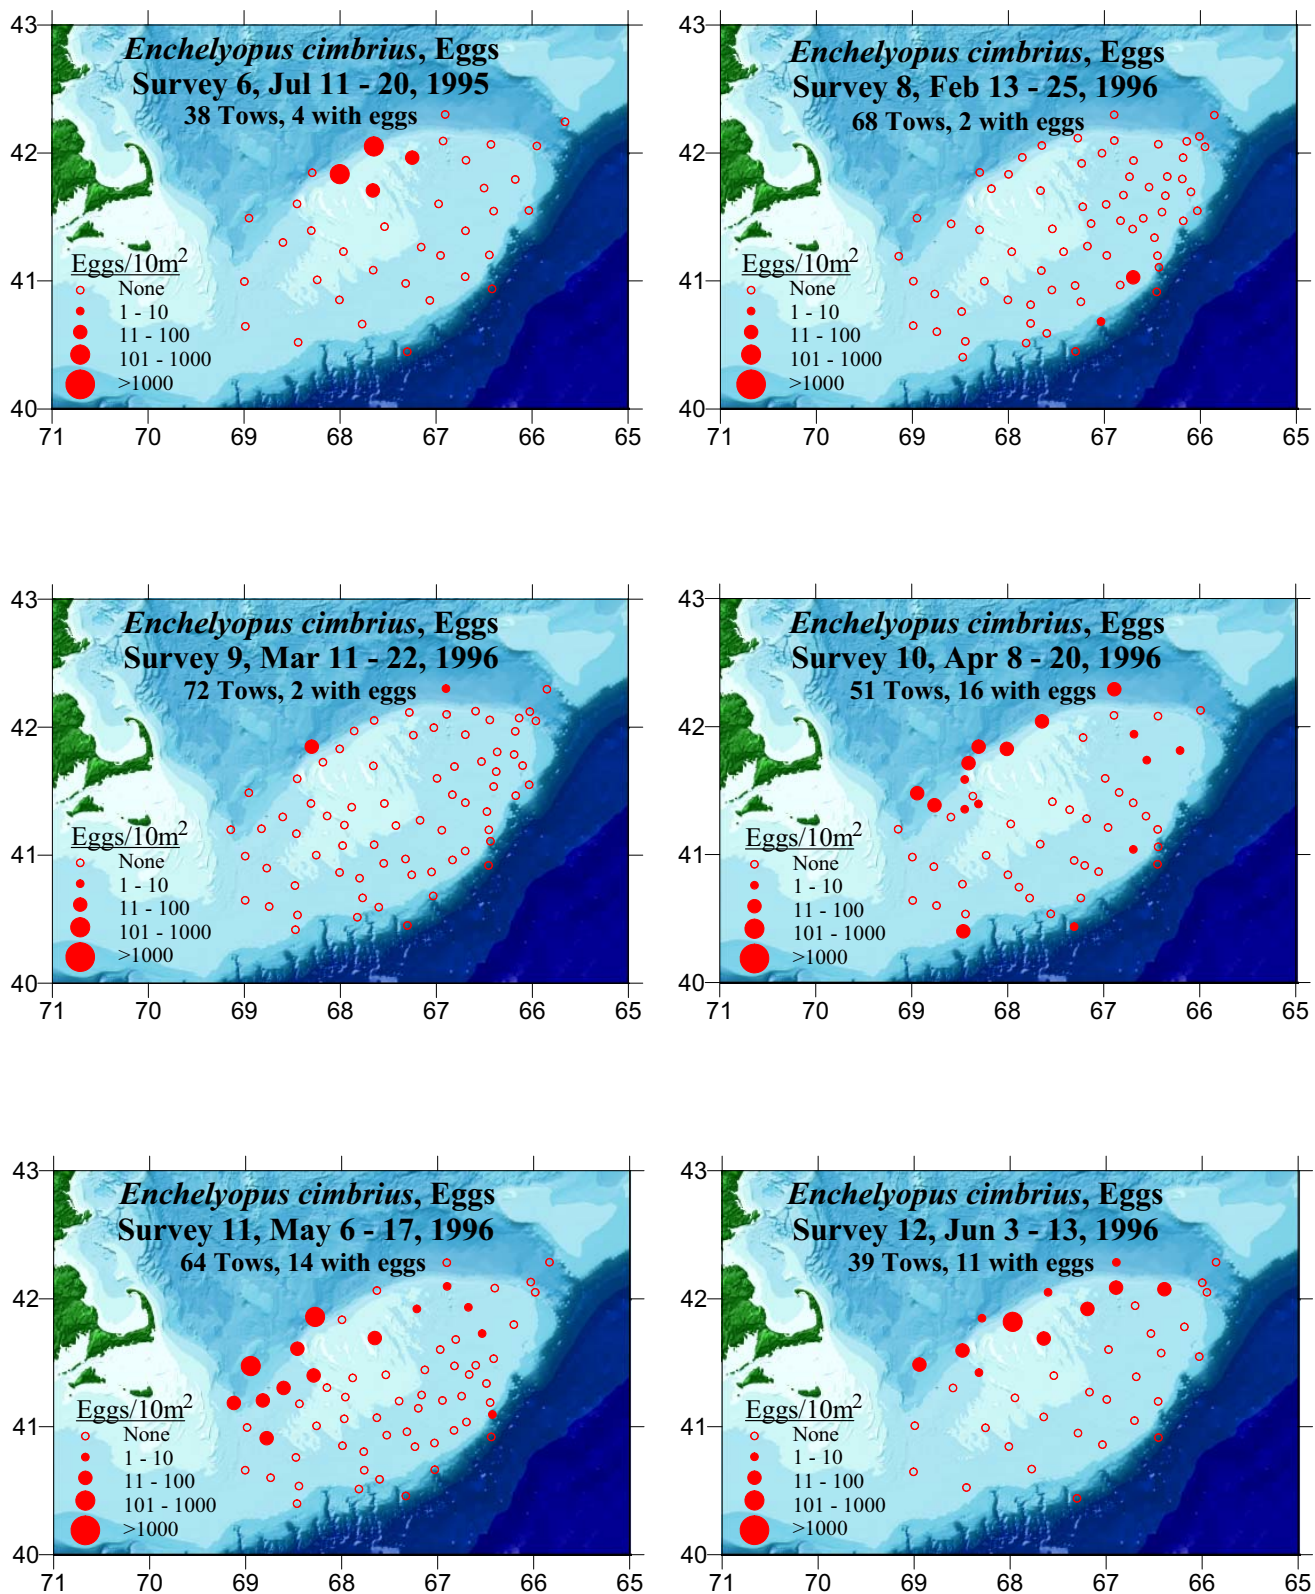 Enchelyopus cimbrius, Eggs
Survey 6, Jul 11 - 20, 1995
38 Tows, 4 with eggs
Eggs/10m2
None
1 - 10
11 - 100
101 - 1000
>1000
43
42
41
40
71 70 69 68 67 66 65
Enchelyopus cimbrius, Eggs
Survey 8, Feb 13 - 25, 1996
68 Tows, 2 with eggs
Eggs/10m2
None
1 - 10
11 - 100
101 - 1000
>1000
43
42
41
40
71 70 69 68 67 66 65
Enchelyopus cimbrius, Eggs
Survey 9, Mar 11 - 22, 1996
72 Tows, 2 with eggs
Eggs/10m2
None
1 - 10
11 - 100
101 - 1000
>1000
43
42
41
40
71 70 69 68 67 66 65
Enchelyopus cimbrius, Eggs
Survey 10, Apr 8 - 20, 1996
51 Tows, 16 with eggs
Eggs/10m2
None
1 - 10
11 - 100
101 - 1000
>1000
43
42
41
40
71 70 69 68 67 66 65
Enchelyopus cimbrius, Eggs
Survey 11, May 6 - 17, 1996
64 Tows, 14 with eggs
Eggs/10m2
None
1 - 10
11 - 100
101 - 1000
>1000
43
42
41
40
71 70 69 68 67 66 65
Enchelyopus cimbrius, Eggs
Survey 12, Jun 3 - 13, 1996
39 Tows, 11 with eggs
Eggs/10m2
None
1 - 10
11 - 100
101 - 1000
>1000
43
42
41
40
71 70 69 68 67 66 65